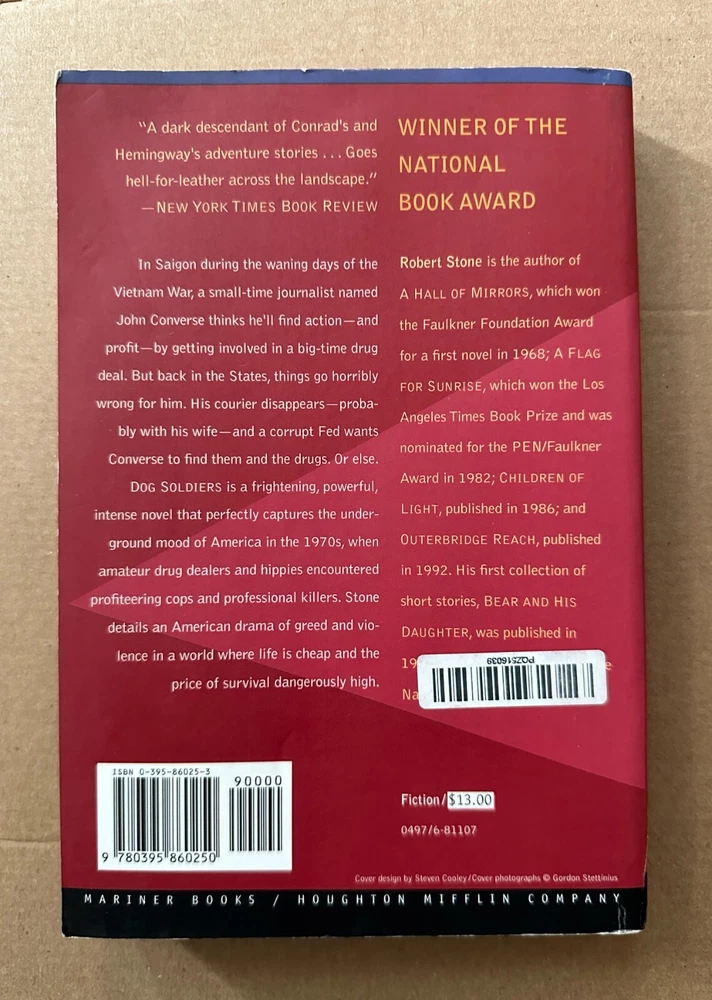 “A dark descendant of Conrad's and
Hemingway's adventure stories . . . Goes
hell-for-leather across the landscape.”
—NEW YORK TIMES BOOK REVIEW
In Saigon during the waning days of the
Vietnam War, a small-time journalist named
John Converse thinks he'll find action—and
profit—by getting involved in a big-time drug
deal. But back in the States, things go horribly
wrong for him. His courier disappears—proba-
bly with his wife—and a corrupt Fed wants
Converse to find them and the drugs. Or else.
DOG SOLDIERS is a frightening, powerful,
intense novel that perfectly captures the under-
ground mood of America in the 1970s, when
amateur drug dealers and hippies encountered
profiteering cops and professional killers. Stone
details an American drama of greed and vio-
lence in a world where life is cheap and the
price of survival dangerously high.
WINNER OF THE
NATIONAL
BOOK AWARD
Robert Stone is the author of
A HALL OF MIRRORS, which won
the Faulkner Foundation Award
for a first novel in 1968; A FLAG
FOR SUNRISE, which won the Los
Angeles Times Book Prize and was
nominated for the PEN/Faulkner
Award in 1982; CHILDREN OF
LIGHT, published in 1986; and
OUTERBRIDGE REACH, published
in 1992. His first collection of
short stories, BEAR AND HIS
DAUGHTER, was published in
PQZ516039
ISBN 0-395-86025-3
90000
9 780395 860250
Fiction/$13.00
0497/6-81107
Cover design by Steven Cooley/Cover photographs © Gordon Stettinius
MARINER BOOKS / HOUGHTON MIFFLIN COMPANY